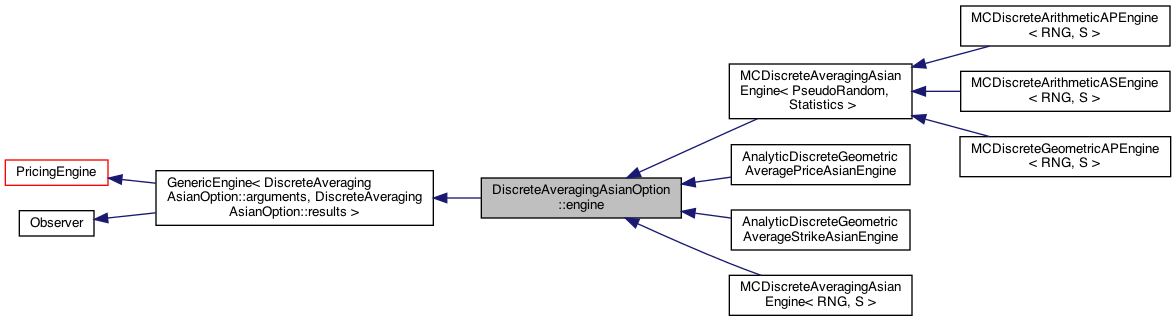 PricingEngine
Observer
GenericEngine< DiscreteAveraging
AsianOption::arguments, DiscreteAveraging
AsianOption::results >
DiscreteAveragingAsianOption
::engine
MCDiscreteAveragingAsian
Engine< PseudoRandom,
Statistics >
AnalyticDiscreteGeometric
AveragePriceAsianEngine
AnalyticDiscreteGeometric
AverageStrikeAsianEngine
MCDiscreteAveragingAsian
Engine< RNG, S >
MCDiscreteArithmeticAPEngine
< RNG, S >
MCDiscreteArithmeticASEngine
< RNG, S >
MCDiscreteGeometricAPEngine
< RNG, S >